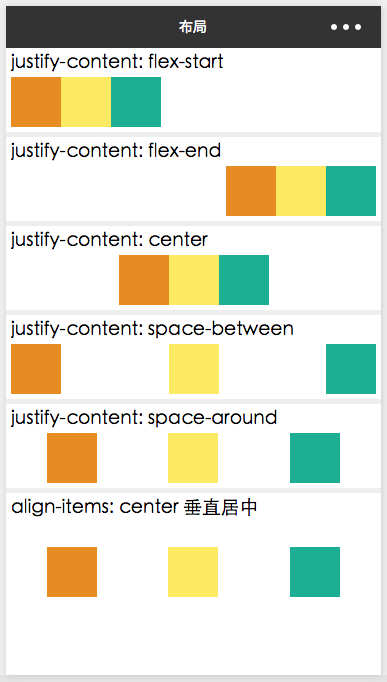 布局
justify-content: flex-start
justify-content: flex-end
justify-content: center
justify-content: space-between
justify-content: space-around
align-items: center 垂直居中